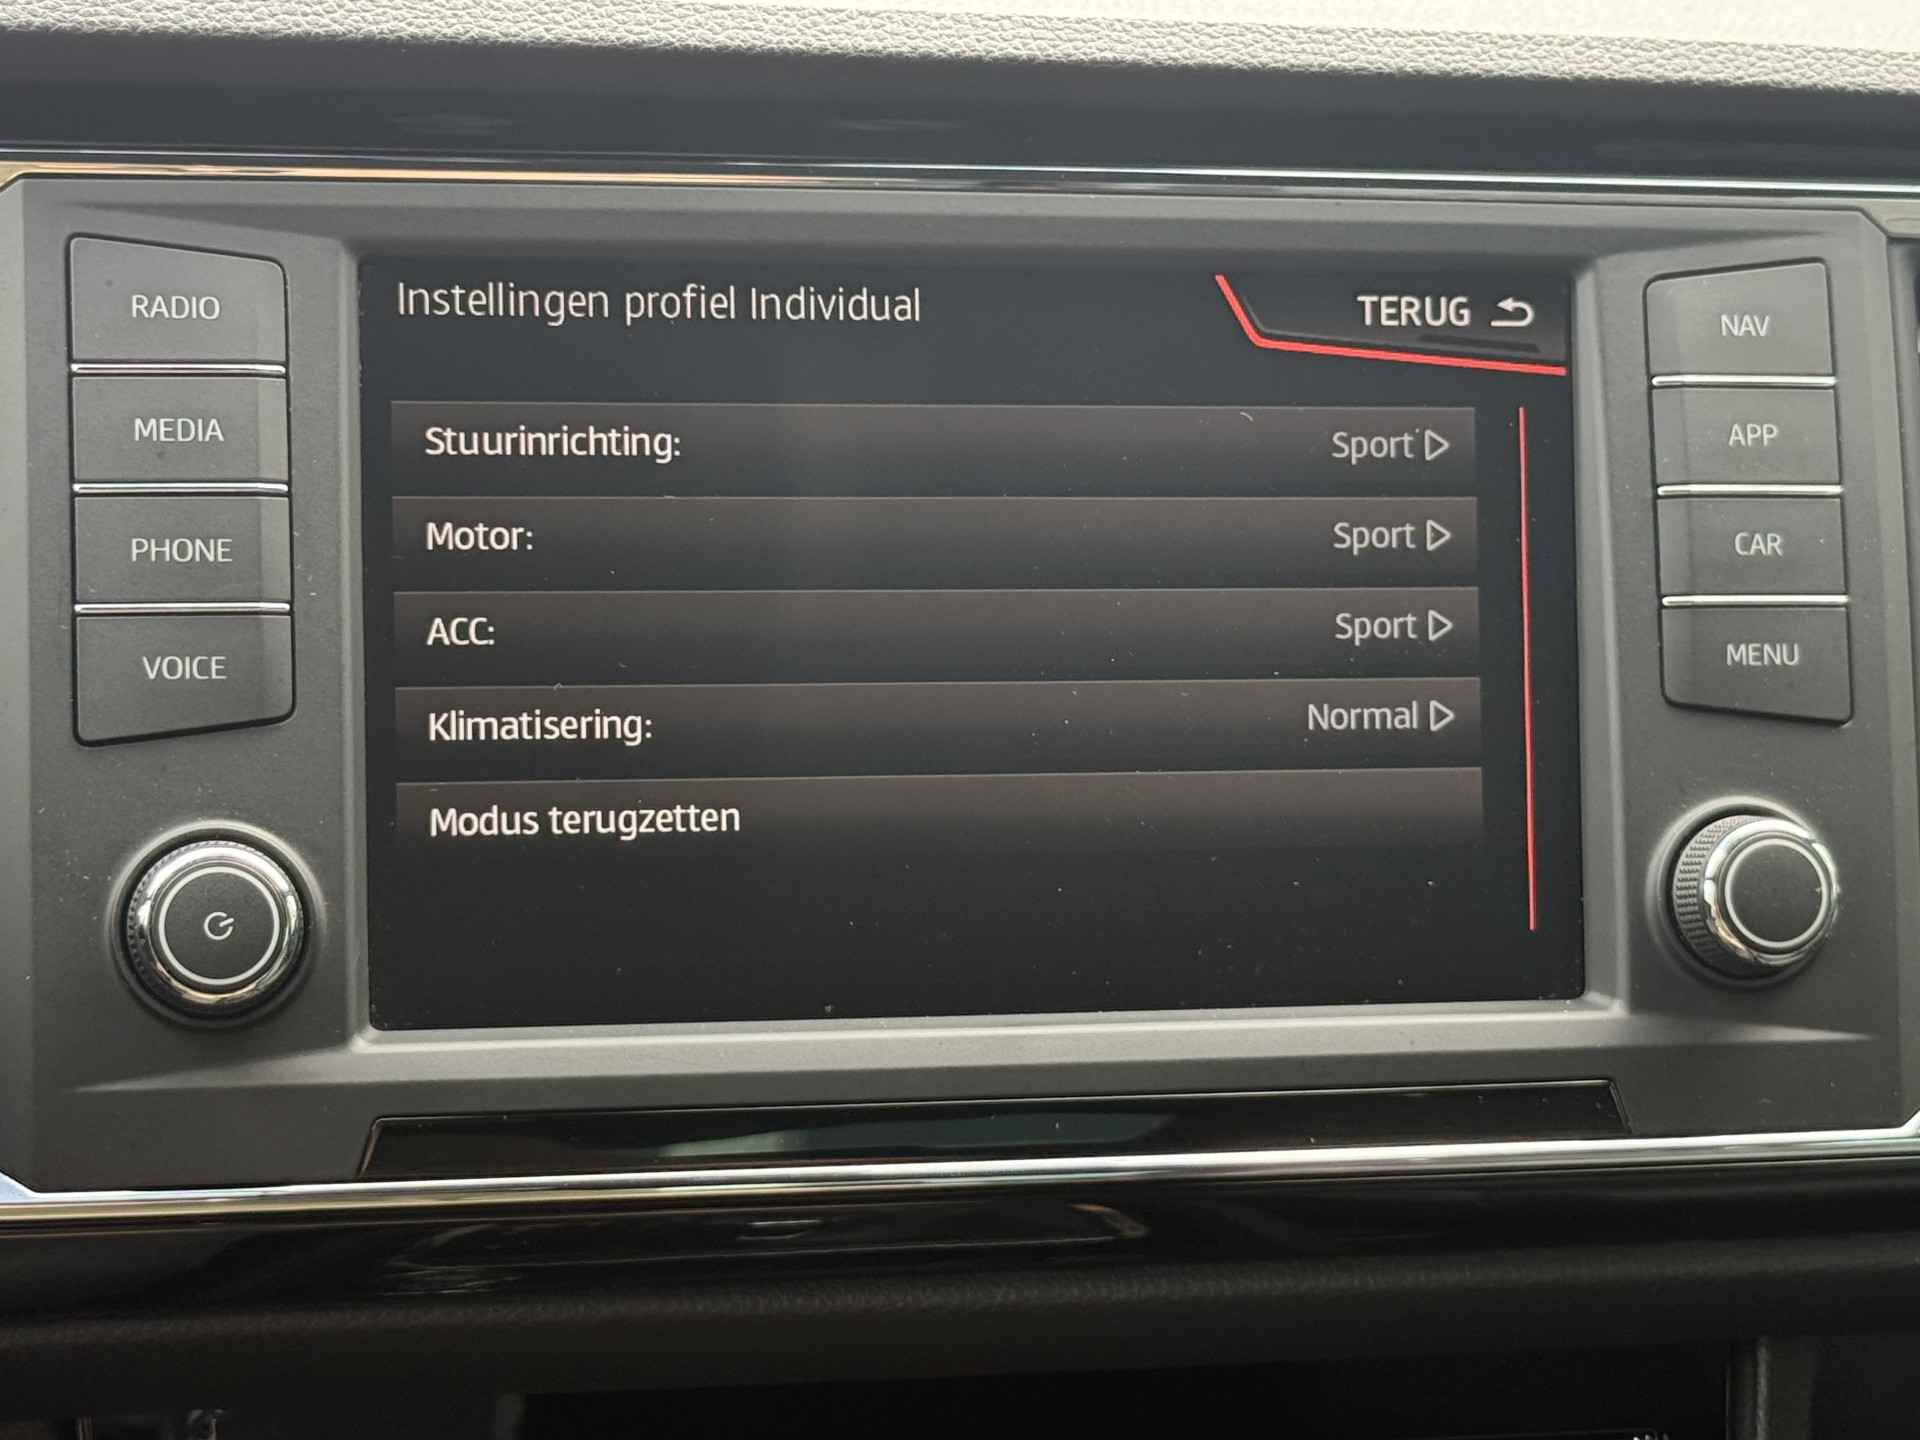 RADIO
MEDIA
PHONE
VOICE
Instellingen profiel Individual
TERUG
Stuurinrichting: Sport
Motor: Sport
ACC: Sport
Klimatisering: Normal
Modus terugzetten
NAV
APP
CAR
MENU